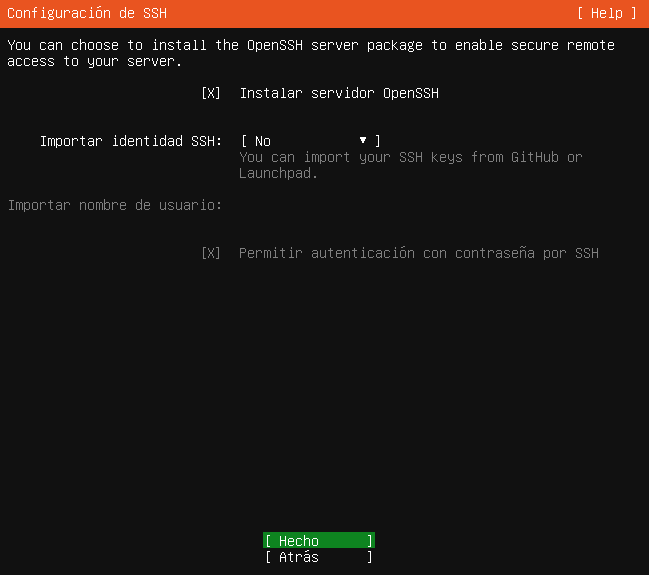 Configuración de SSH [ Help ]
You can choose to install the OpenSSH server package to enable secure remote
access to your server.
[X] Instalar servidor OpenSSH
Importar identidad SSH: [ No ▼ ]
You can import your SSH keys from GitHub or
Launchpad.
Importar nombre de usuario:
[X] Permitir autenticación con contraseña por SSH
[ Hecho ]
[ Atrás ]